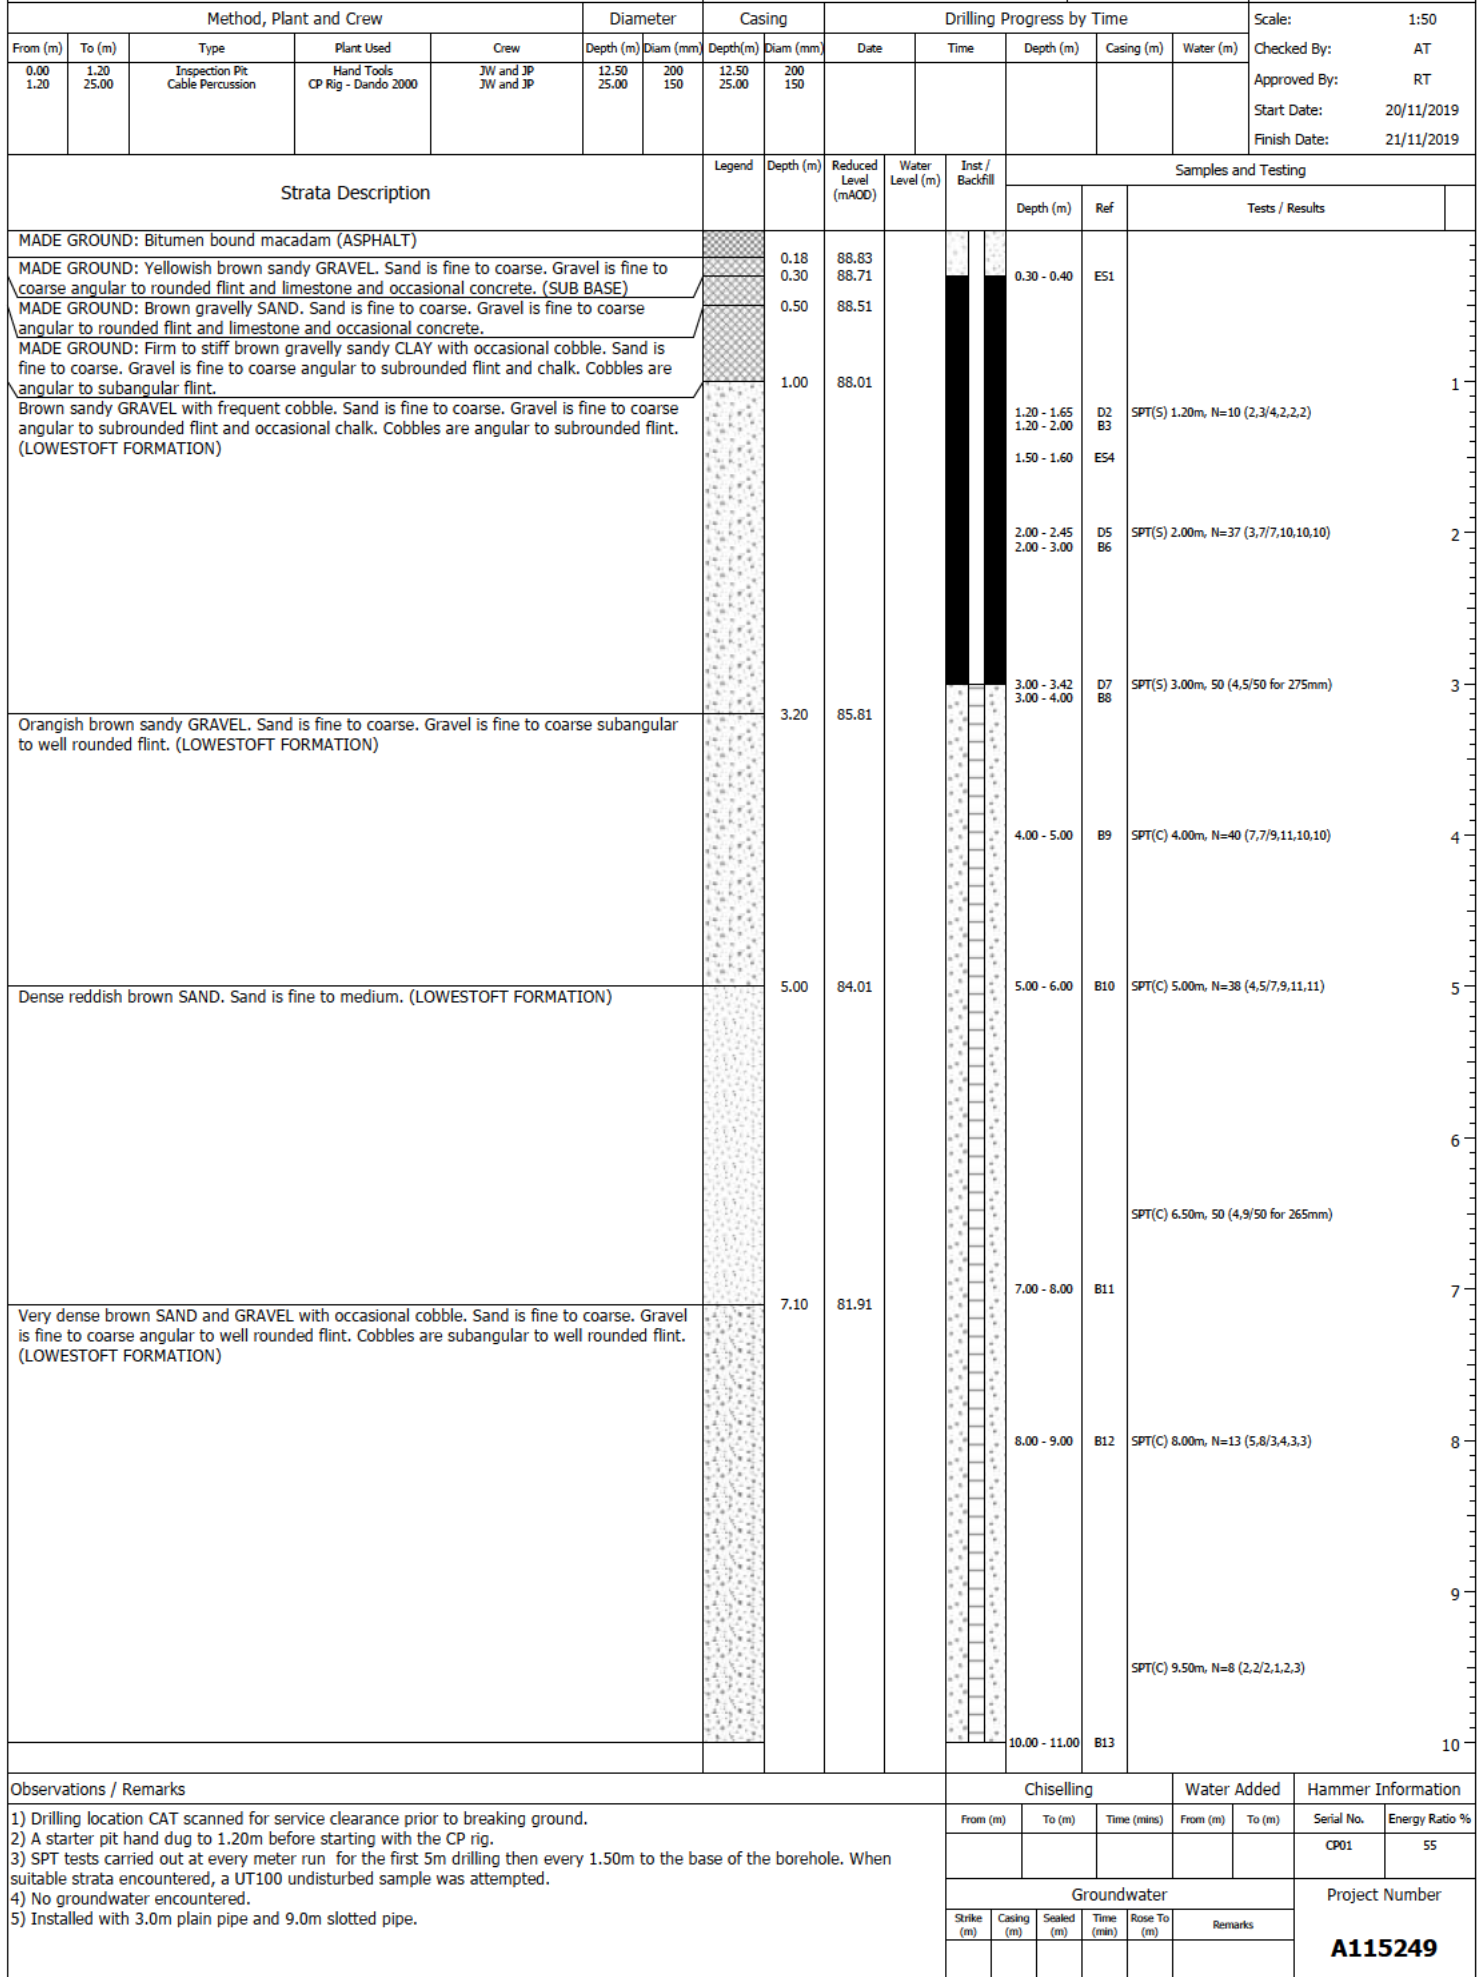 Method, Plant and Crew Diameter Casing Drilling Progress by Time Scale: 1:50
From (m) To (m) Type Plant Used Crew Depth (m) Diam (mm) Depth(m) Diam (mm) Date Time Depth (m) Casing (m) Water (m) Checked By: AT
0.00 1.20 Inspection Pit Hand Tools JW and JP 12.50 200 12.50 200
1.20 25.00 Cable Percussion CP Rig - Dando 2000 JW and JP 25.00 150 25.00 150
Approved By: RT
Start Date: 20/11/2019
Finish Date: 21/11/2019
Strata Description
Legend
Depth (m)
Reduced
Level
(mAOD)
Water
Level (m)
Inst /
Backfill
Samples and Testing
Depth (m) Ref Tests / Results
MADE GROUND: Bitumen bound macadam (ASPHALT)
0.18 88.83
MADE GROUND: Yellowish brown sandy GRAVEL. Sand is fine to
coarse angular to rounded flint and limestone and occasional concrete. (SUB BASE)
0.30 88.71 0.30 - 0.40 ES1
MADE GROUND: Brown gravelly SAND. Sand is fine to coarse. Gravel is fine to coarse
angular to rounded flint and limestone and occasional concrete.
0.50 88.51
MADE GROUND: Firm to stiff brown gravelly sandy CLAY with occasional cobble. Sand is
fine to coarse. Gravel is fine to coarse angular to subrounded flint and chalk. Cobbles are
angular to subangular flint.
1.00 88.01 1
Brown sandy GRAVEL with frequent cobble. Sand is fine to coarse. Gravel is fine to coarse
angular to subrounded flint and occasional chalk. Cobbles are angular to subrounded flint.
(LOWESTOFT FORMATION)
1.20 - 1.65 D2 SPT(S) 1.20m, N=10 (2,3/4,2,2,2)
1.20 - 2.00 B3
1.50 - 1.60 ES4
2.00 - 2.45 D5 SPT(S) 2.00m, N=37 (3,7/7,10,10,10) 2
2.00 - 3.00 B6
3.00 - 3.42 D7 SPT(S) 3.00m, 50 (4,5/50 for 275mm) 3
3.00 - 4.00 B8
3.20 85.81
Orangish brown sandy GRAVEL. Sand is fine to coarse. Gravel is fine to coarse subangular
to well rounded flint. (LOWESTOFT FORMATION)
4.00 - 5.00 B9 SPT(C) 4.00m, N=40 (7,7/9,11,10,10) 4
5.00 84.01 5.00 - 6.00 B10 SPT(C) 5.00m, N=38 (4,5/7,9,11,11) 5
Dense reddish brown SAND. Sand is fine to medium. (LOWESTOFT FORMATION)
6
SPT(C) 6.50m, 50 (4,9/50 for 265mm)
7.00 - 8.00 B11 7
7.10 81.91
Very dense brown SAND and GRAVEL with occasional cobble. Sand is fine to coarse. Gravel
is fine to coarse angular to well rounded flint. Cobbles are subangular to well rounded flint.
(LOWESTOFT FORMATION)
8.00 - 9.00 B12 SPT(C) 8.00m, N=13 (5,8/3,4,3,3) 8
9
SPT(C) 9.50m, N=8 (2,2/2,1,2,3)
10.00 - 11.00 B13 10
Observations / Remarks
1) Drilling location CAT scanned for service clearance prior to breaking ground.
2) A starter pit hand dug to 1.20m before starting with the CP rig.
3) SPT tests carried out at every meter run for the first 5m drilling then every 1.50m to the base of the borehole. When
suitable strata encountered, a UT100 undisturbed sample was attempted.
4) No groundwater encountered.
5) Installed with 3.0m plain pipe and 9.0m slotted pipe.
Chiselling Water Added Hammer Information
From (m) To (m) Time (mins) From (m) To (m) Serial No. Energy Ratio %
CP01 55
Groundwater
Strike
(m)
Casing
(m)
Sealed
(m)
Time
(min)
Rose To
(m)
Remarks
Project Number
A115249